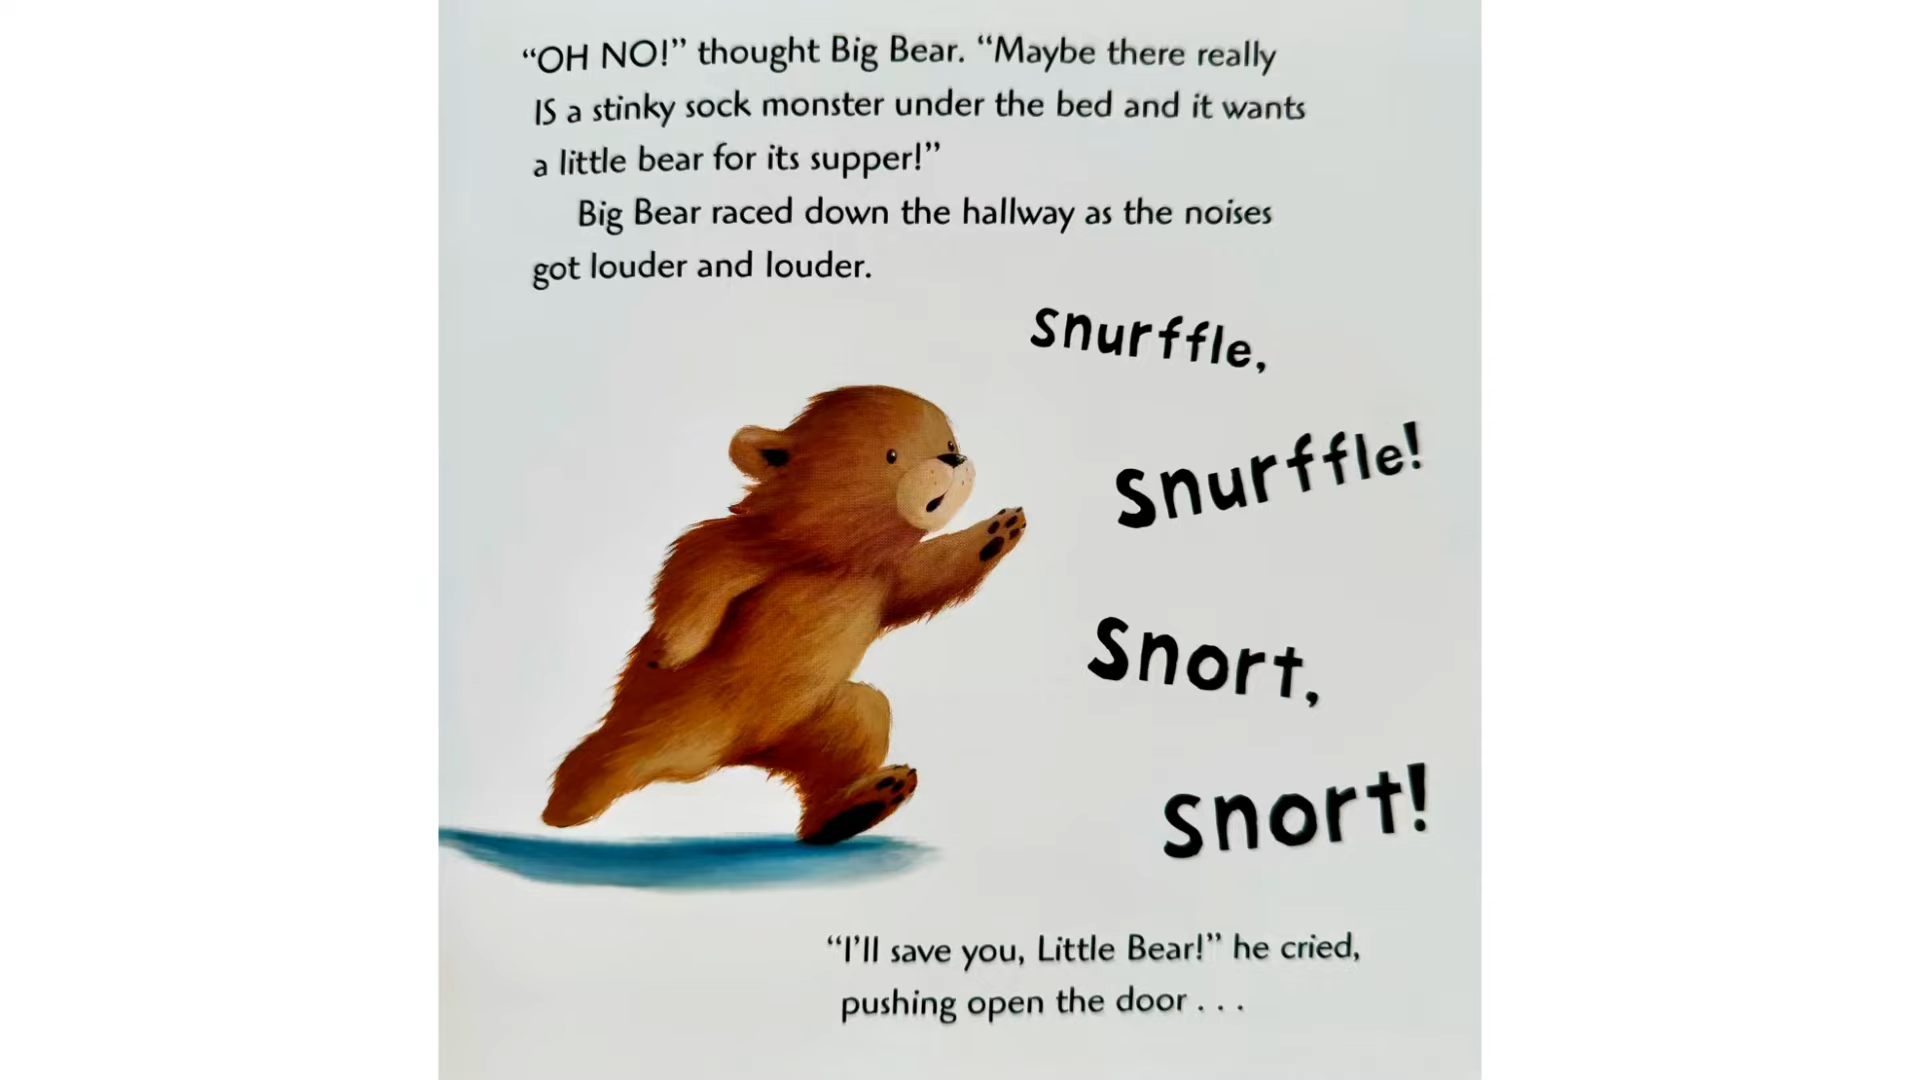 “OH NO!” thought Big Bear. “Maybe there really
IS a stinky sock monster under the bed and it wants
a little bear for its supper!”
Big Bear raced down the hallway as the noises
got louder and louder.
snurffle,
snurffle!
snort,
snort!
“I’ll save you, Little Bear!” he cried,
pushing open the door . . .